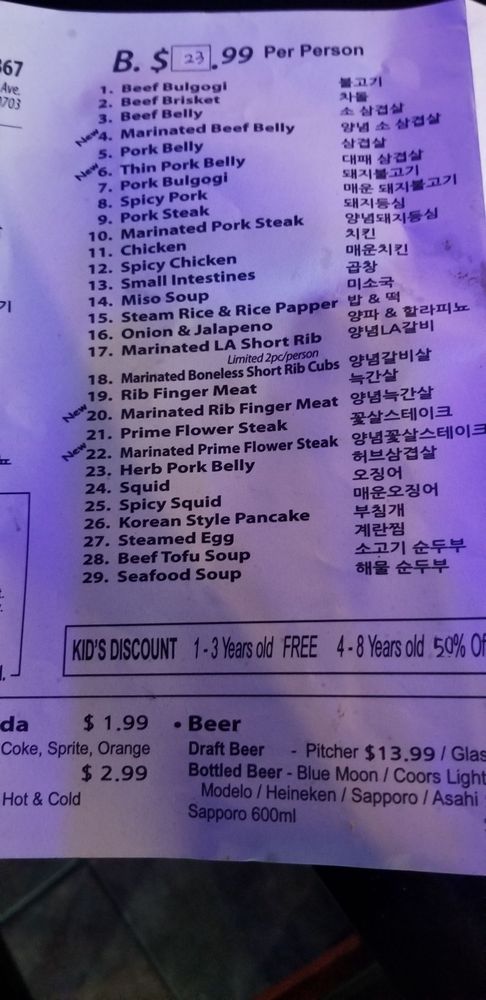 367
Ave.
0703
B. $ 23 .99 Per Person
1. Beef Bulgogi 불고기
2. Beef Brisket 차돌
3. Beef Belly 소 삼겹살
New 4. Marinated Beef Belly 양념 소 삼겹살
5. Pork Belly 삼겹살
New 6. Thin Pork Belly 대패 삼겹살
7. Pork Bulgogi 돼지불고기
8. Spicy Pork 매운 돼지불고기
9. Pork Steak 돼지등심
10. Marinated Pork Steak 양념돼지등심
11. Chicken 치킨
12. Spicy Chicken 매운치킨
13. Small Intestines 곱창
14. Miso Soup 미소국
15. Steam Rice & Rice Papper 밥 & 떡
16. Onion & Jalapeno 양파 & 할라피뇨
17. Marinated LA Short Rib 양념LA갈비
Limited 2pc/person
18. Marinated Boneless Short Rib Cubs 양념갈비살
19. Rib Finger Meat 늑간살
New 20. Marinated Rib Finger Meat 양념늑간살
21. Prime Flower Steak 꽃살스테이크
New 22. Marinated Prime Flower Steak 양념꽃살스테이크
23. Herb Pork Belly 허브삼겹살
24. Squid 오징어
25. Spicy Squid 매운오징어
26. Korean Style Pancake 부침개
27. Steamed Egg 계란찜
28. Beef Tofu Soup 소고기 순두부
29. Seafood Soup 해물 순두부
KID'S DISCOUNT 1-3 Years old FREE 4-8 Years old 50% Of
da $ 1.99 • Beer
Coke, Sprite, Orange Draft Beer - Pitcher $13.99 / Glas
$ 2.99 Bottled Beer - Blue Moon / Coors Light
Hot & Cold Modelo / Heineken / Sapporo / Asahi
Sapporo 600ml